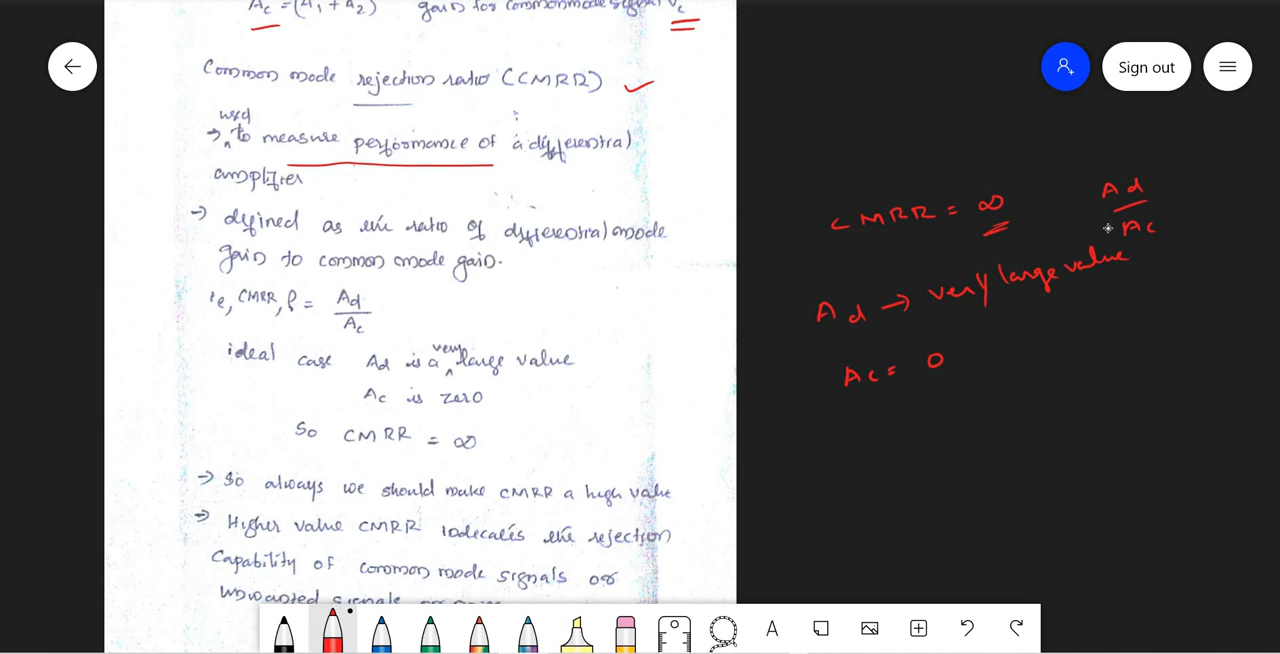 Ac = (A1 + A2) gain for common mode signal Vc
Common mode rejection ratio (CMRR)
used
→ to measure performance of a differential
amplifier
→ defined as the ratio of differential mode
gain to common mode gain.
ie, CMRR, ρ = Ad
Ac
very
ideal case Ad is a large value
Ac is zero
So CMRR = ∞
→ So always we should make CMRR a high value
→ Higher value CMRR indicates the rejection
capability of common mode signals or
unwanted signals
Sign out
CMRR = ∞
Ad
Ac
Ad → very large value
Ac = 0
A